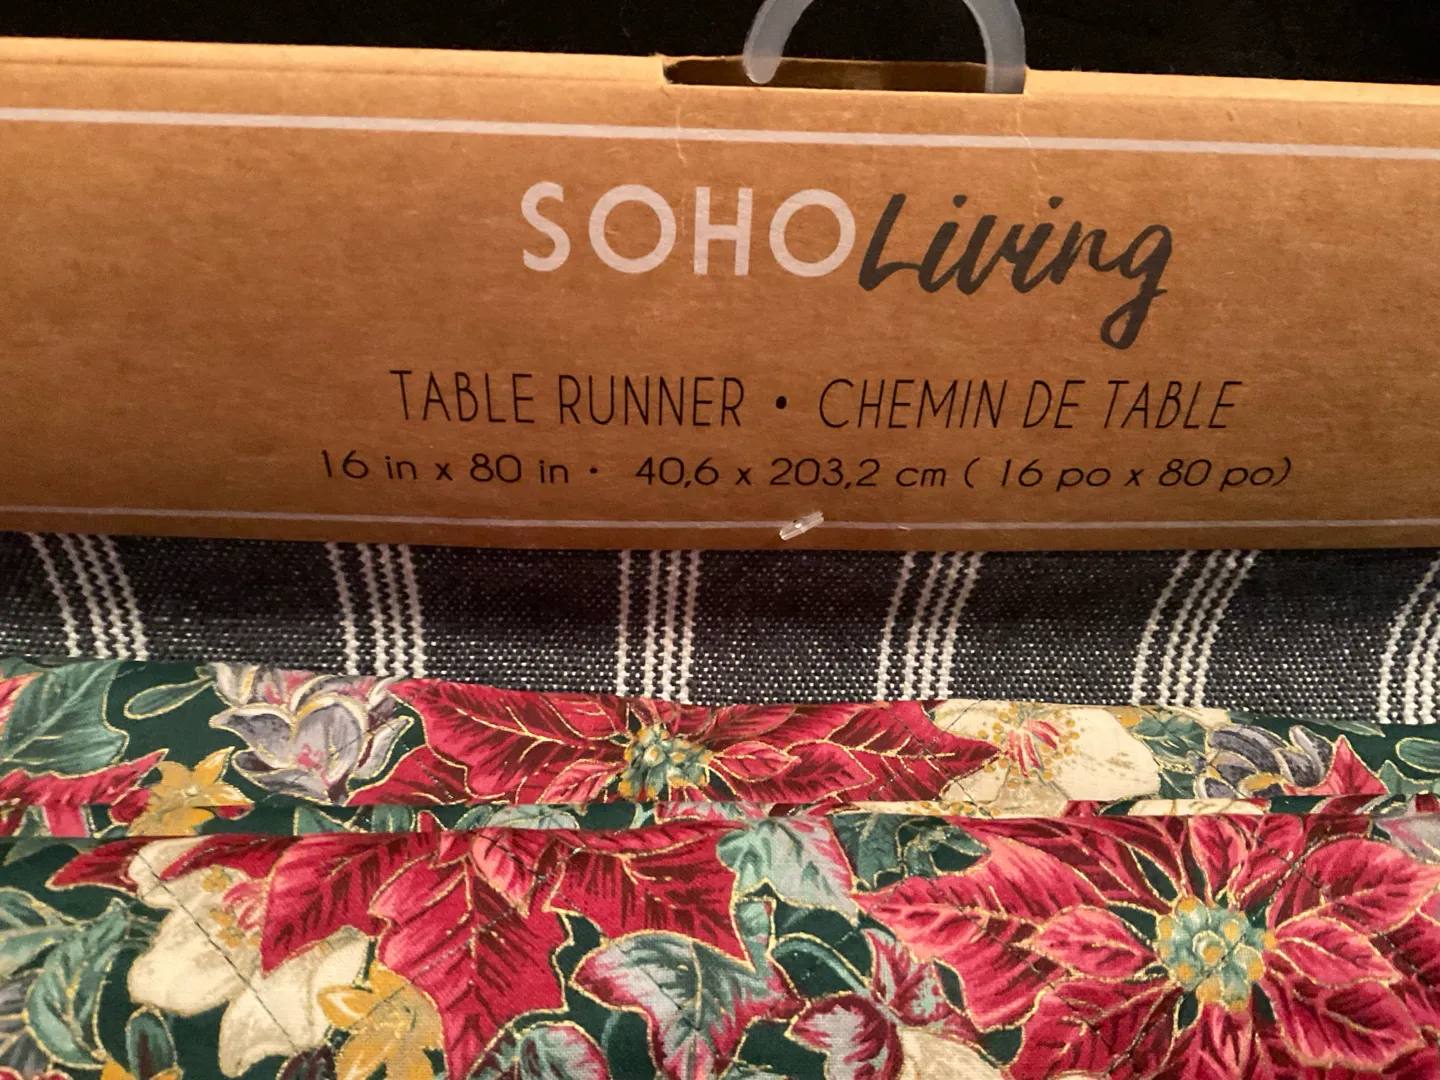 SOHO Living
TABLE RUNNER • CHEMIN DE TABLE
16 in x 80 in • 40,6 x 203,2 cm ( 16 po x 80 po)